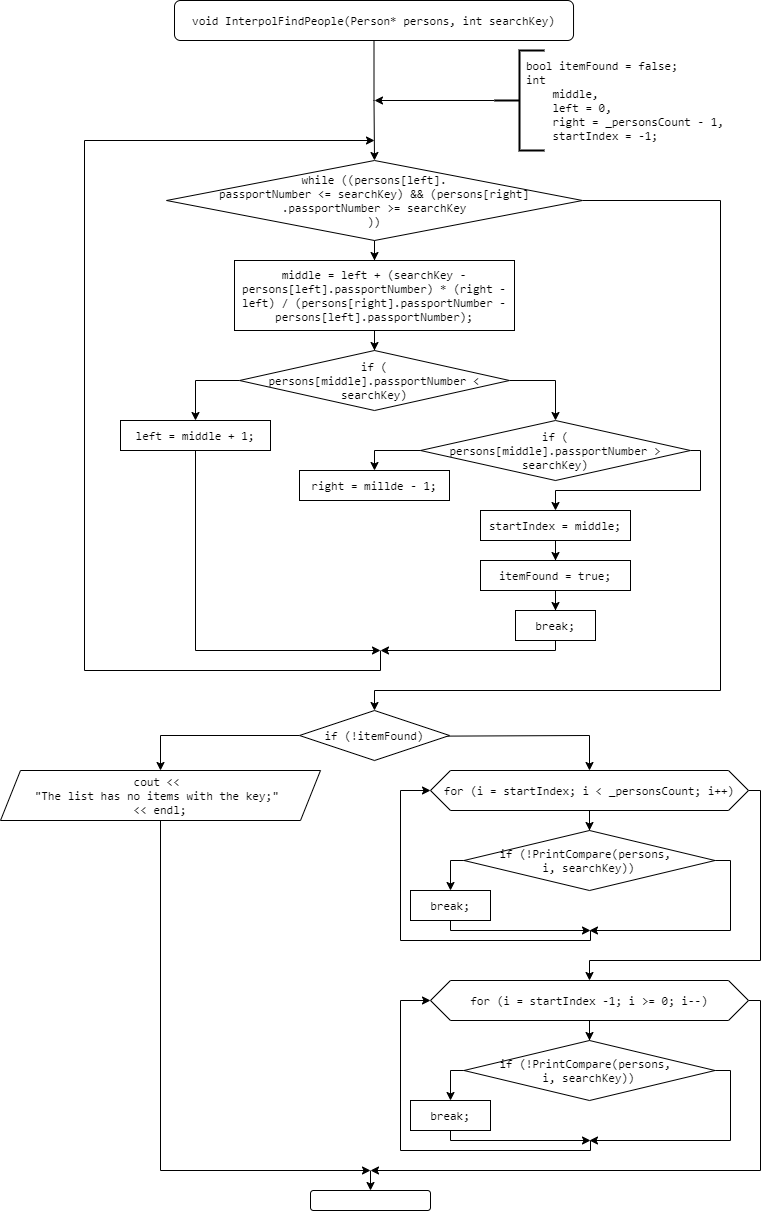 void InterpolFindPeople(Person* persons, int searchKey)
bool itemFound = false;
int
middle,
left = 0,
right = _personsCount - 1,
startIndex = -1;
while ((persons[left].
passportNumber <= searchKey) && (persons[right]
.passportNumber >= searchKey
))
middle = left + (searchKey -
persons[left].passportNumber) * (right -
left) / (persons[right].passportNumber -
persons[left].passportNumber);
if (
persons[middle].passportNumber <
searchKey)
left = middle + 1;
if (
persons[middle].passportNumber >
searchKey)
right = millde - 1;
startIndex = middle;
itemFound = true;
break;
if (!itemFound)
cout <<
"The list has no items with the key;"
<< endl;
for (i = startIndex; i < _personsCount; i++)
if (!PrintCompare(persons,
i, searchKey))
break;
for (i = startIndex -1; i >= 0; i--)
if (!PrintCompare(persons,
i, searchKey))
break;